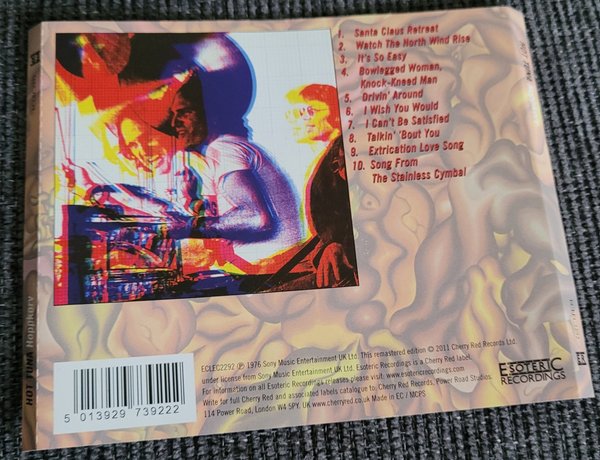 1. Santa Claus Retreat
2. Watch The North Wind Rise
3. It's So Easy
4. Bowlegged Woman,
Knock-Kneed Man
5. Drivin' Around
6. I Wish You Would
7. I Can't Be Satisfied
8. Talkin' 'Bout You
9. Extrication Love Song
10. Song From
The Stainless Cymbal
ECLEC2292 ℗ 1976 Sony Music Entertainment UK Ltd. This remastered edition © 2011 Cherry Red Records Ltd.
under license from Sony Music Entertainment UK Ltd. Esoteric Recordings is a Cherry Red label.
For information on all Esoteric Recordings releases please visit: www.esotericrecordings.com
Write for full Cherry Red and associated labels catalogue to; Cherry Red Records, Power Road Studios,
114 Power Road, London W4 5PY, UK www.cherryred.co.uk Made in EC / MCPS
5 013929 739222
ESOTERIC
RECORDINGS